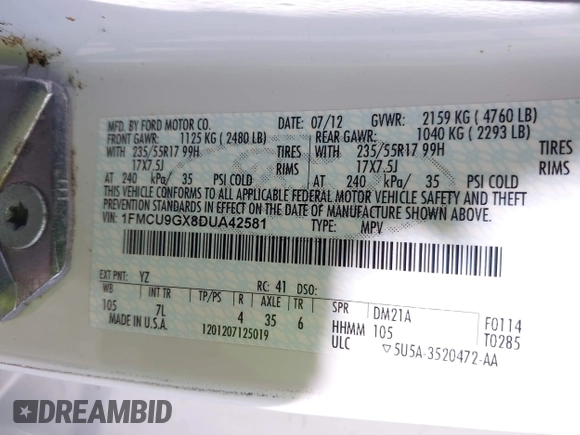 MFD. BY FORD MOTOR CO. DATE: 07/12 GVWR: 2159 KG ( 4760 LB)
FRONT GAWR: 1125 KG ( 2480 LB) REAR GAWR: 1040 KG ( 2293 LB)
WITH 235/55R17 99H TIRES WITH 235/55R17 99H TIRES
17X7.5J RIMS 17X7.5J RIMS
AT 240 kPa/ 35 PSI COLD AT 240 kPa/ 35 PSI COLD
THIS VEHICLE CONFORMS TO ALL APPLICABLE FEDERAL MOTOR VEHICLE SAFETY AND THEFT
PREVENTION STANDARDS IN EFFECT ON THE DATE OF MANUFACTURE SHOWN ABOVE.
VIN: 1FMCU9GX8DUA42581 TYPE: MPV
EXT PNT: YZ RC: 41 DSO:
WB INT TR TP/PS R AXLE TR SPR DM21A F0114
105 7L 4 35 6 HHMM 105 T0285
MADE IN U.S.A. 1201207125019 ULC ▽5U5A-3520472-AA
DREAMBID